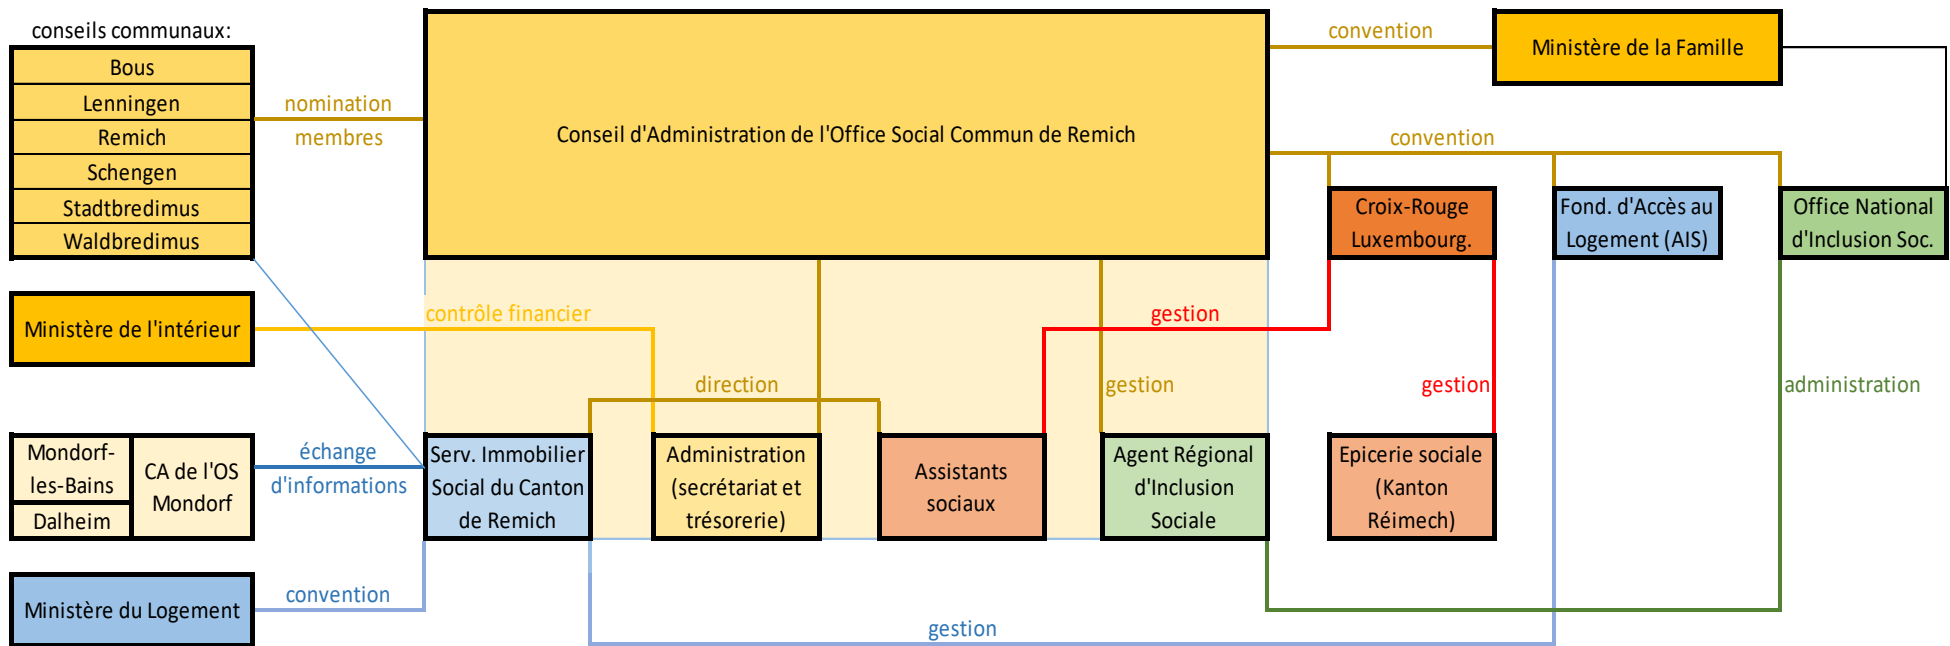 conseils communaux:
Bous
Lenningen
Remich
Schengen
Stadtbredimus
Waldbredimus
nomination
membres
Conseil d'Administration de l'Office Social Commun de Remich
convention
Ministère de la Famille
convention
Croix-Rouge
Luxembourg.
Fond. d'Accès au
Logement (AIS)
Office National
d'Inclusion Soc.
Ministère de l'intérieur
contrôle financier
gestion
direction
gestion
gestion
administration
Mondorf-
les-Bains
Dalheim
CA de l'OS
Mondorf
échange
d'informations
Serv. Immobilier
Social du Canton
de Remich
Administration
(secrétariat et
trésorerie)
Assistants
sociaux
Agent Régional
d'Inclusion
Sociale
Epicerie sociale
(Kanton
Réimech)
Ministère du Logement
convention
gestion